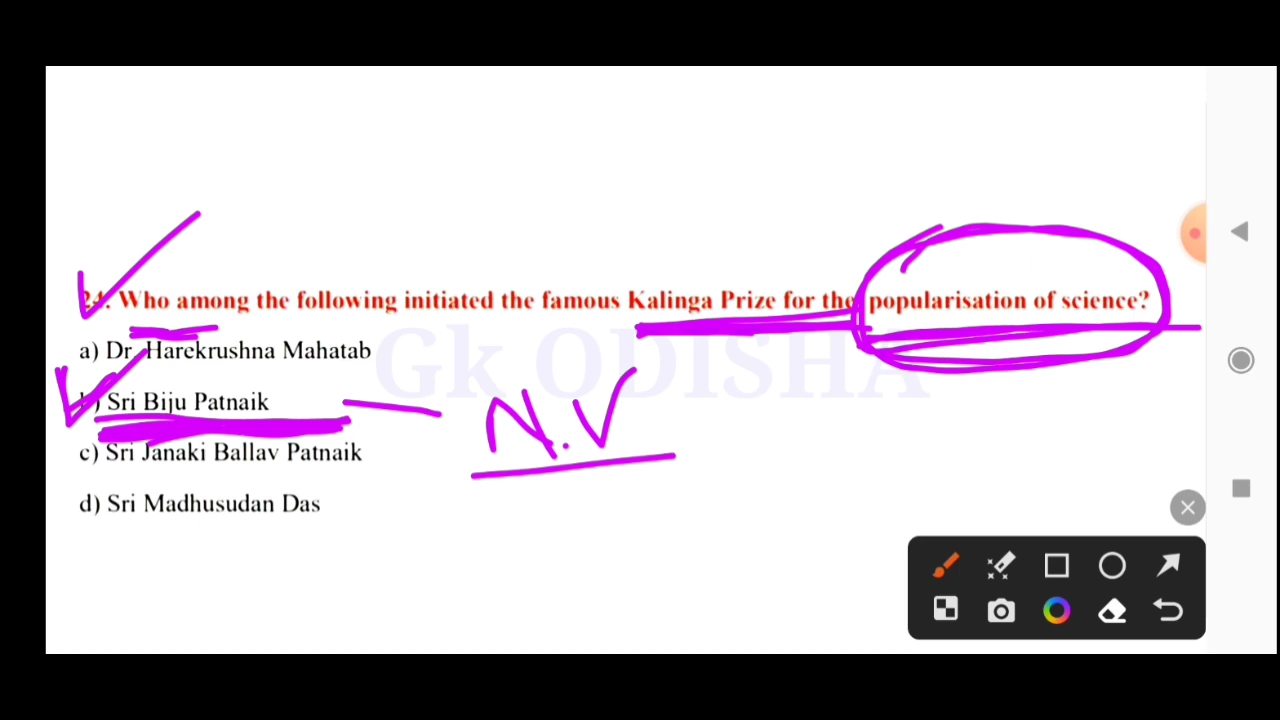 24. Who among the following initiated the famous Kalinga Prize for the popularisation of science?
a) Dr. Harekrushna Mahatab
b) Sri Biju Patnaik
N.V
c) Sri Janaki Ballav Patnaik
d) Sri Madhusudan Das
Gk ODISHA